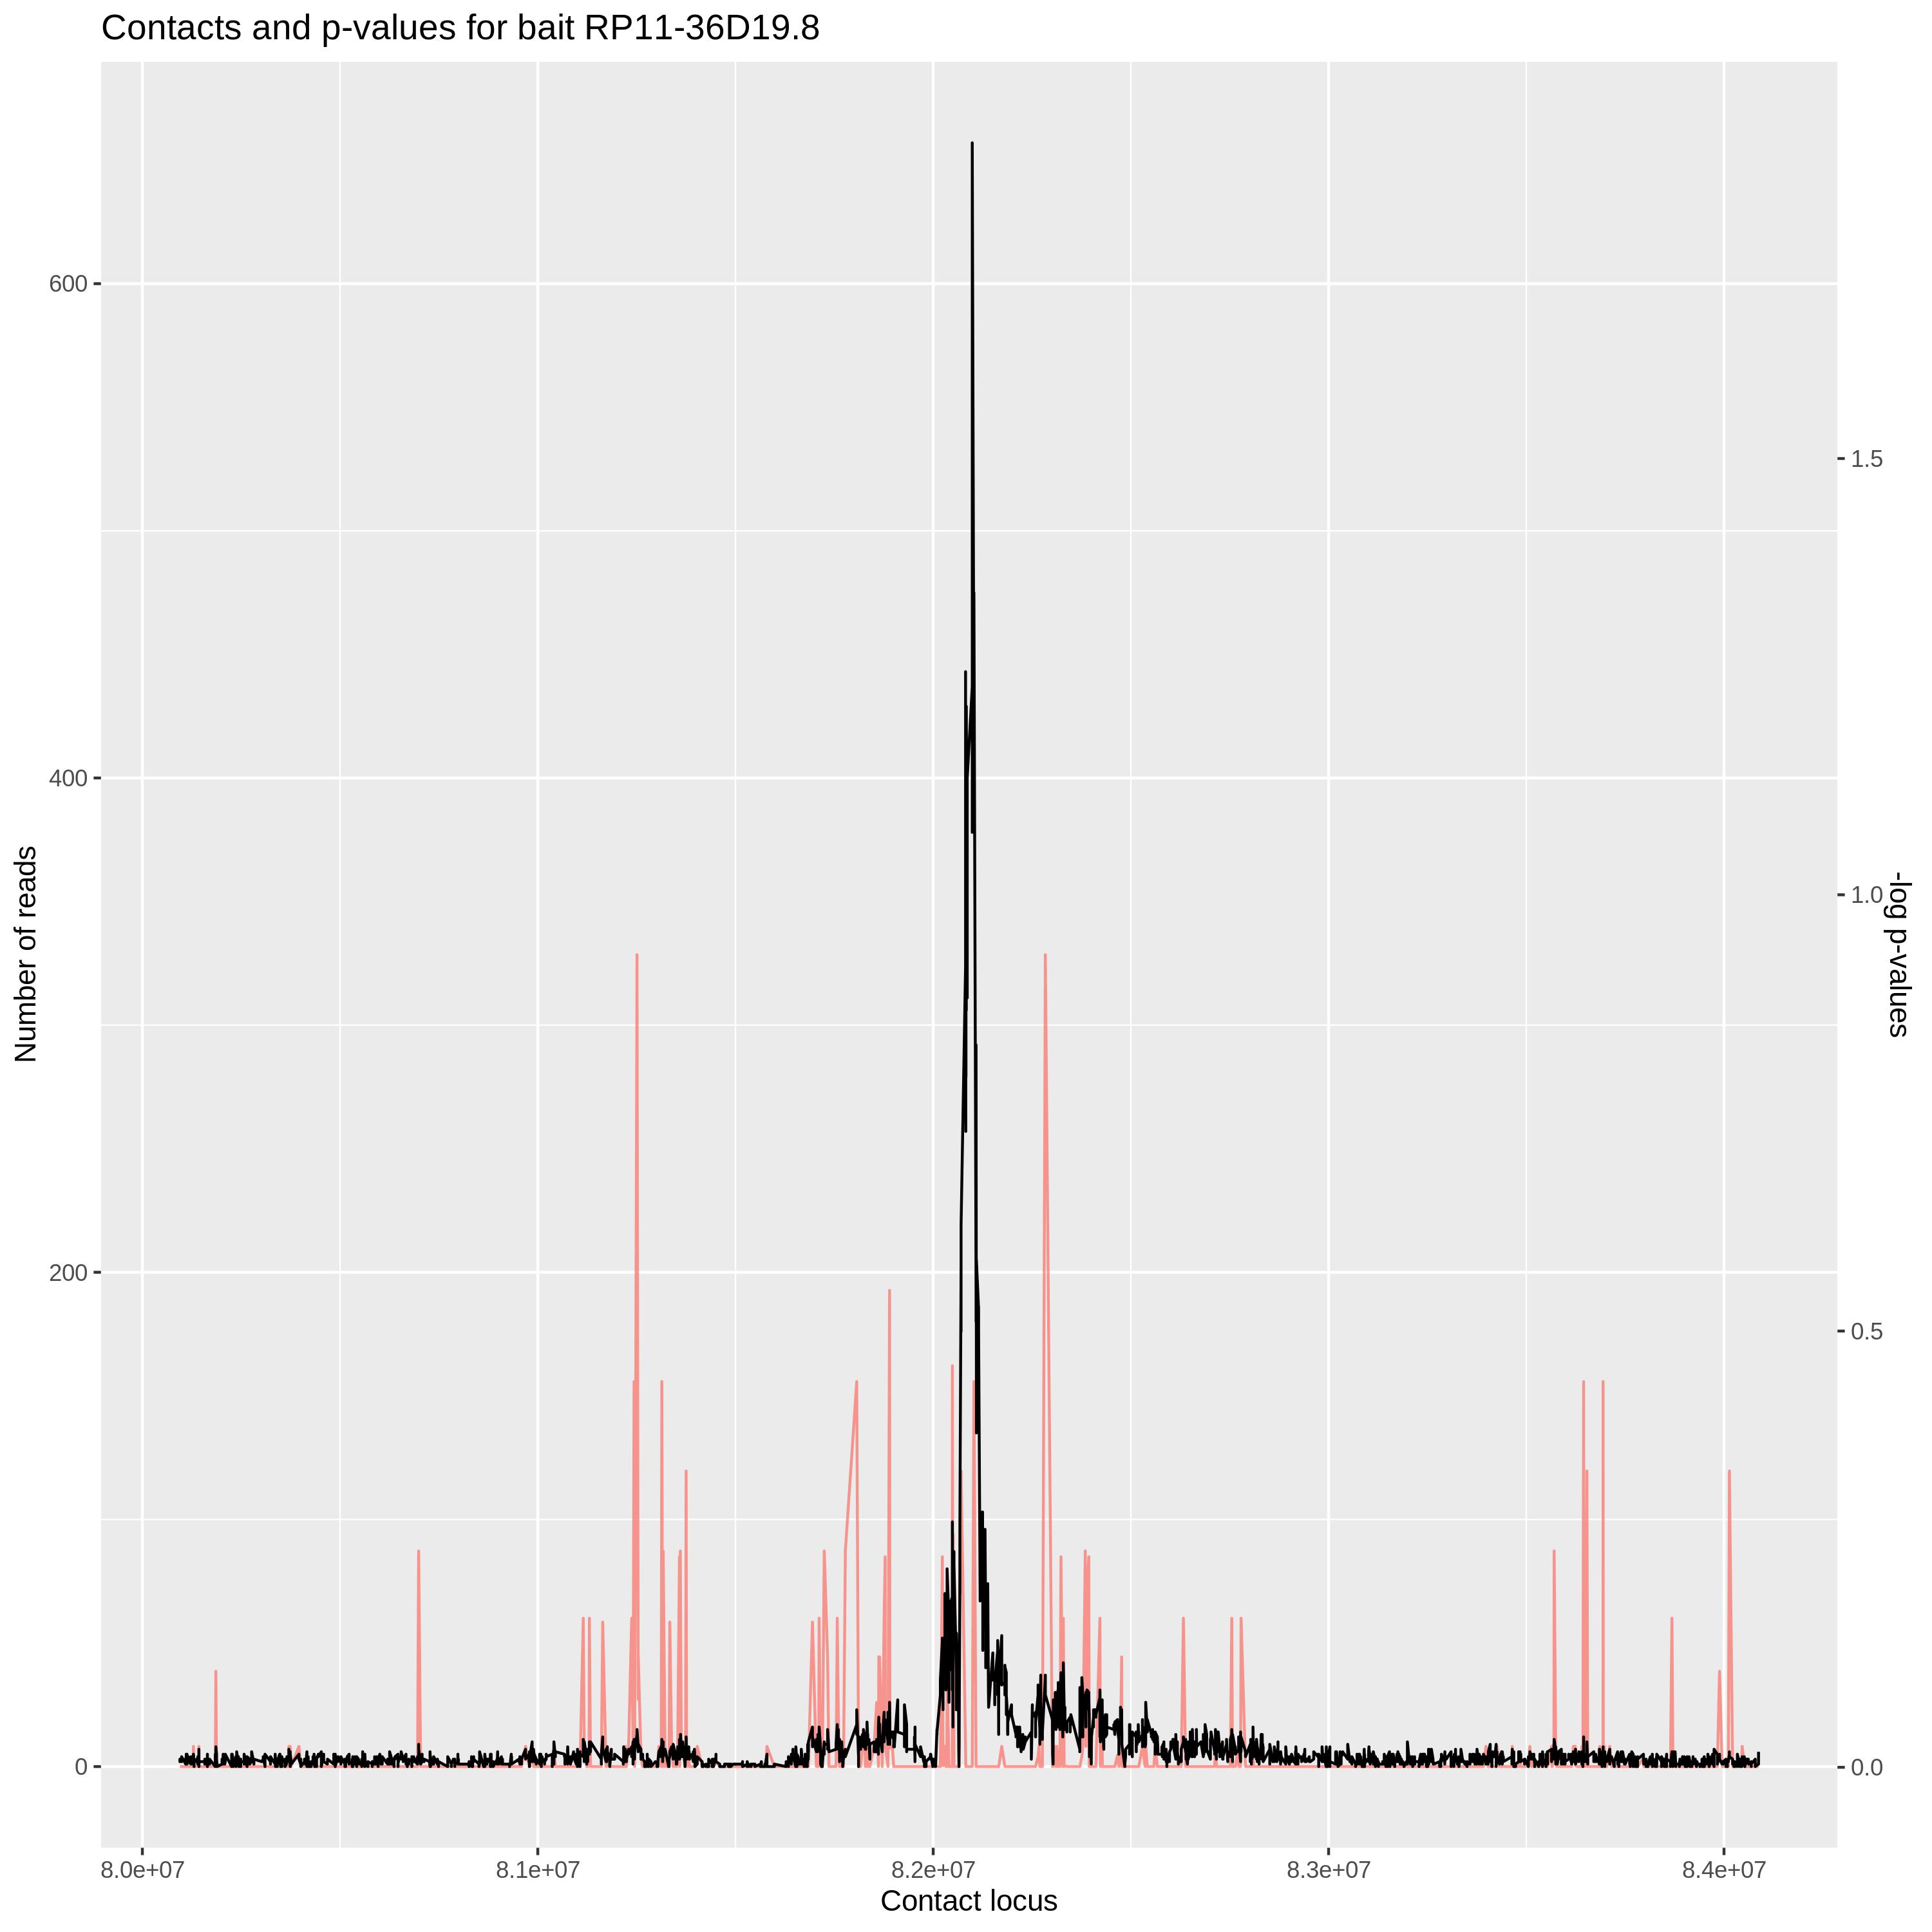 Contacts and p-values for bait RP11-36D19.8
600
400
200
0
Number of reads
1.5
1.0
0.5
0.0
-log p-values
8.0e+07
8.1e+07
8.2e+07
8.3e+07
8.4e+07
Contact locus